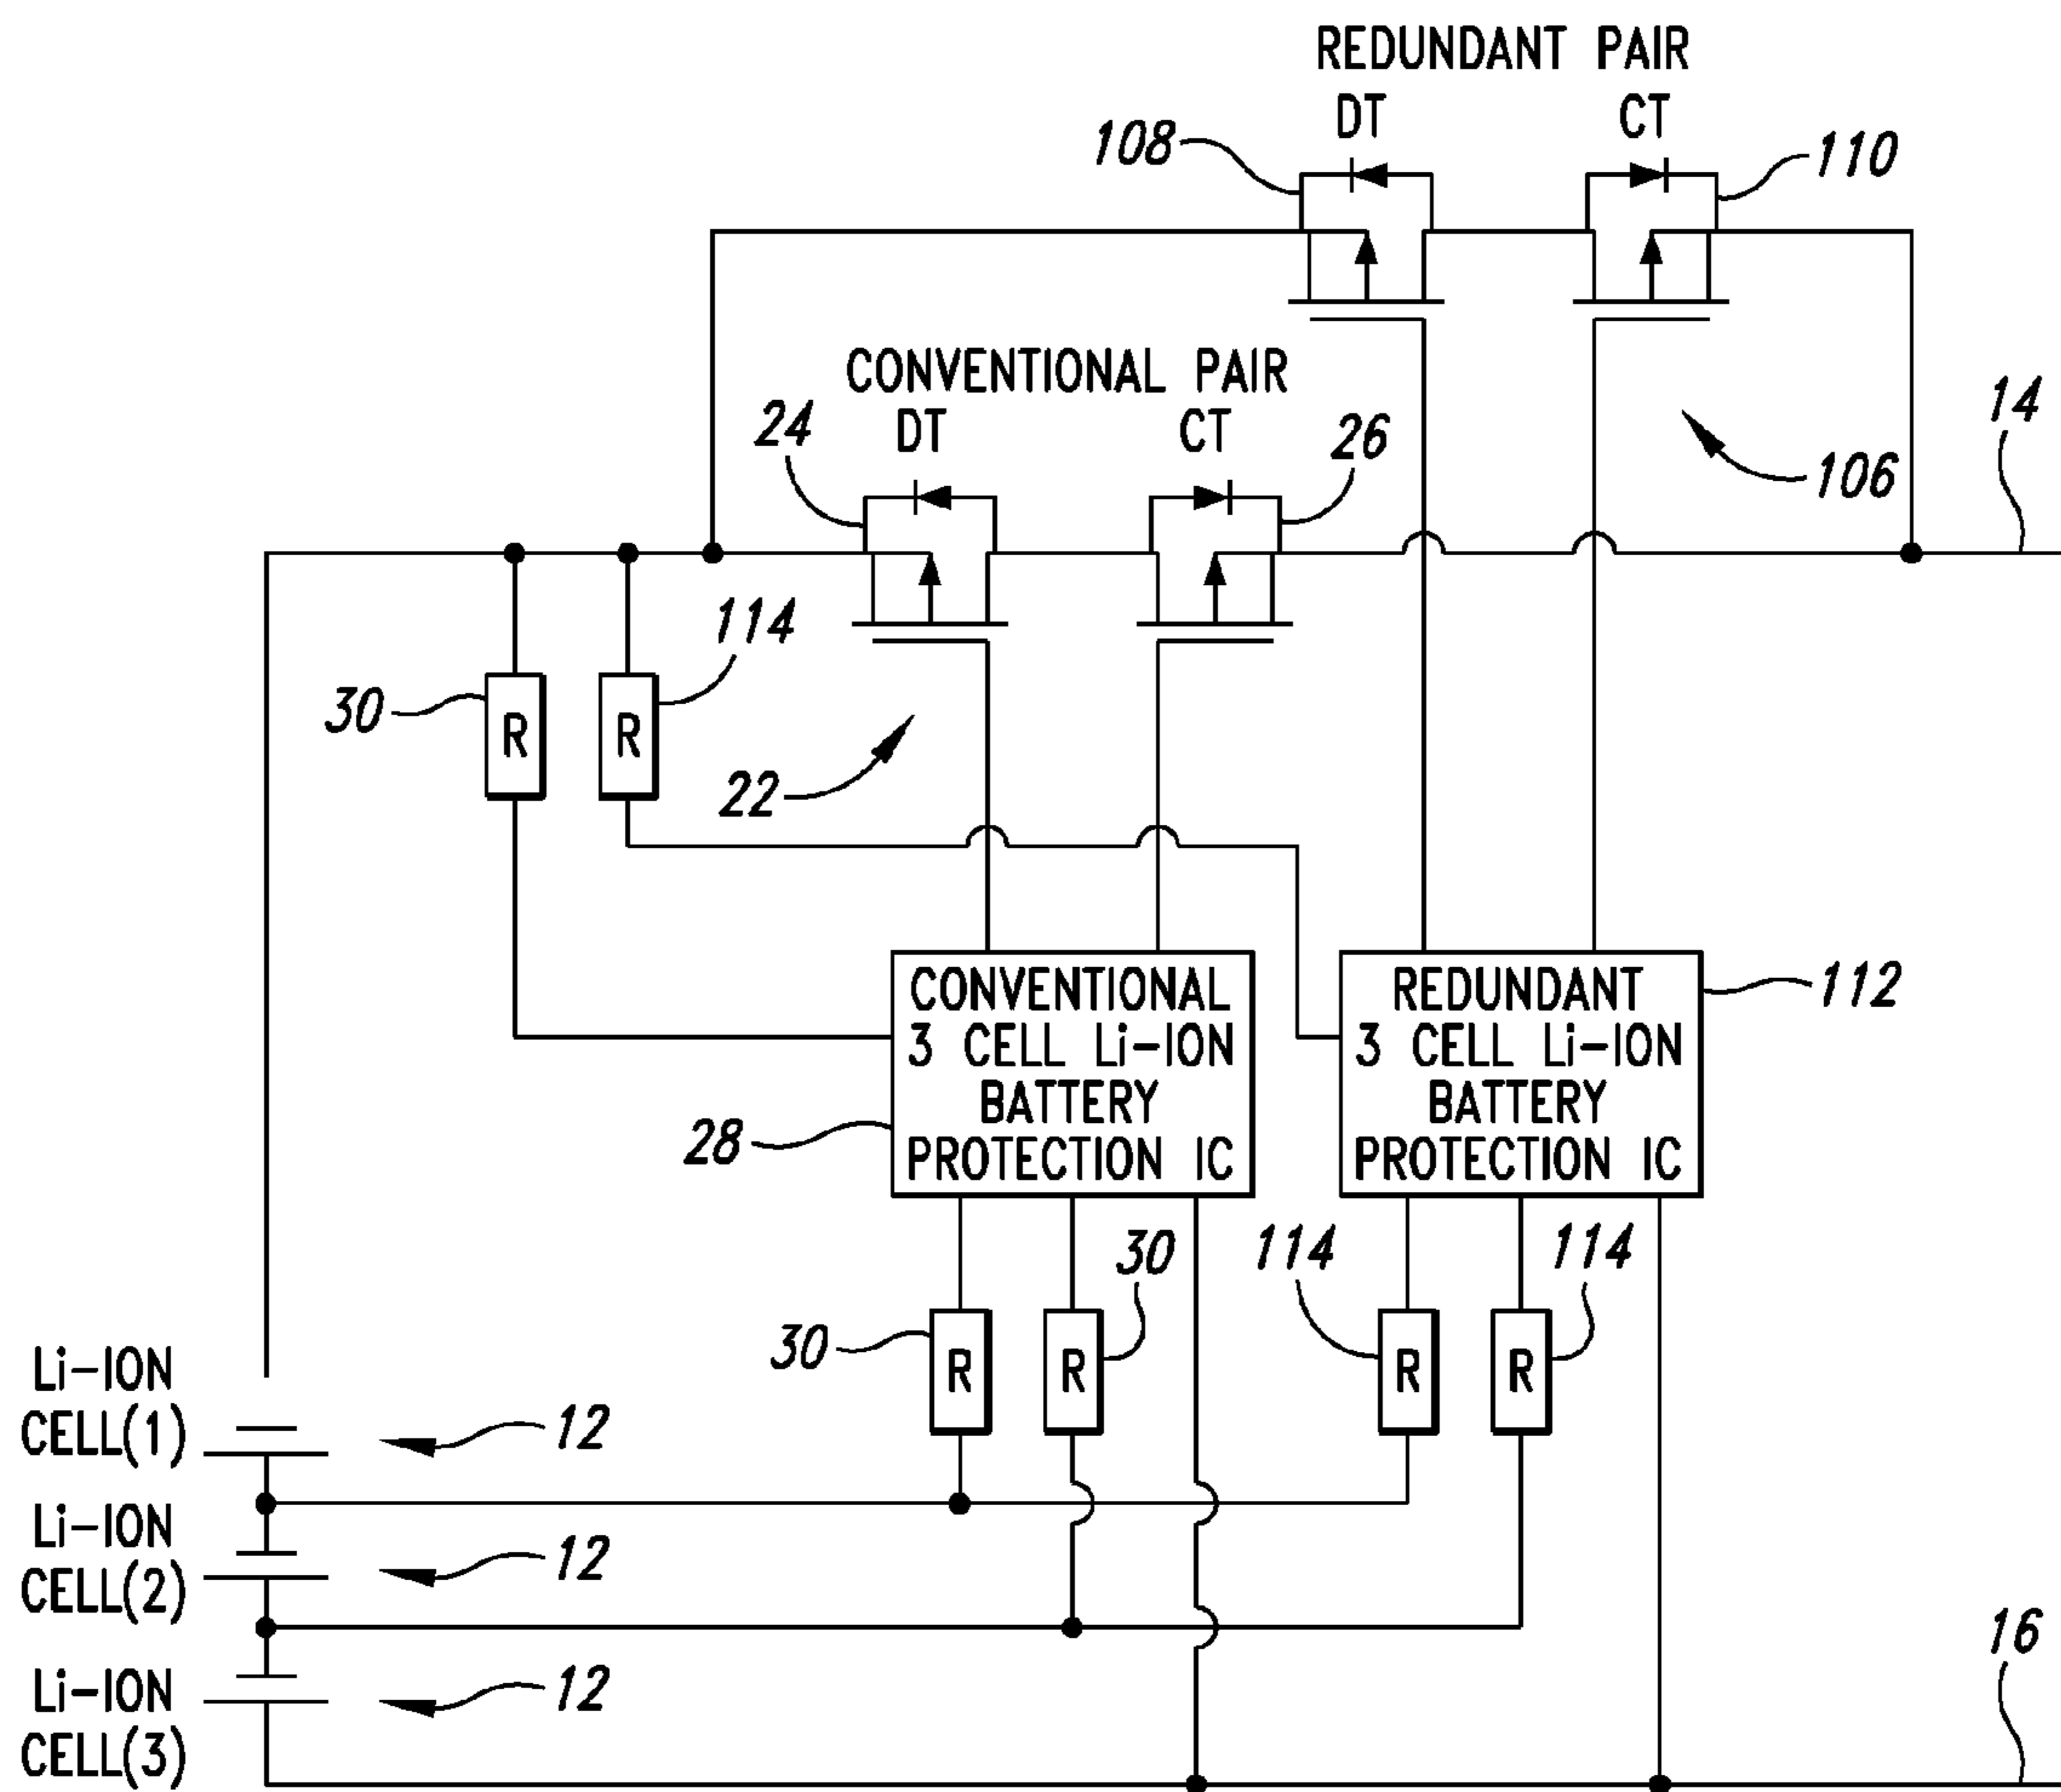 REDUNDANT PAIR
DT CT
108
110
CONVENTIONAL PAIR
DT CT
24
26
14
106
114
30
R
R
22
CONVENTIONAL
3 CELL Li-ION
BATTERY
PROTECTION IC
REDUNDANT
3 CELL Li-ION
BATTERY
PROTECTION IC
112
28
30
114
114
30
R
R
R
R
Li-ION
CELL(1)
12
Li-ION
CELL(2)
12
Li-ION
CELL(3)
12
16